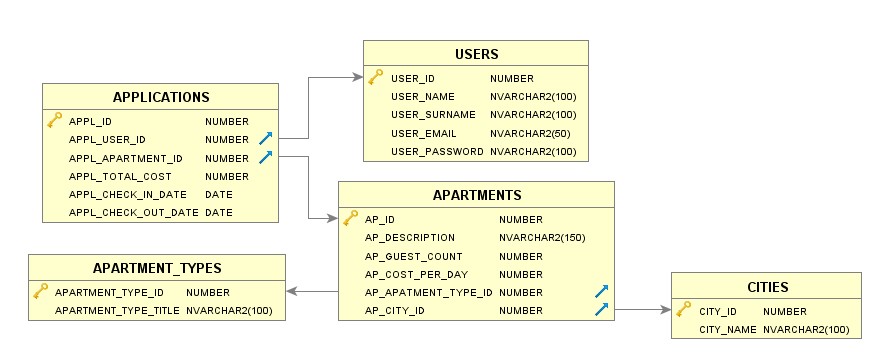 USERS
USER_ID NUMBER
USER_NAME NVARCHAR2(100)
USER_SURNAME NVARCHAR2(100)
USER_EMAIL NVARCHAR2(50)
USER_PASSWORD NVARCHAR2(100)
APPLICATIONS
APPL_ID NUMBER
APPL_USER_ID NUMBER
APPL_APARTMENT_ID NUMBER
APPL_TOTAL_COST NUMBER
APPL_CHECK_IN_DATE DATE
APPL_CHECK_OUT_DATE DATE
APARTMENTS
AP_ID NUMBER
AP_DESCRIPTION NVARCHAR2(150)
AP_GUEST_COUNT NUMBER
AP_COST_PER_DAY NUMBER
AP_APATMENT_TYPE_ID NUMBER
AP_CITY_ID NUMBER
APARTMENT_TYPES
APARTMENT_TYPE_ID NUMBER
APARTMENT_TYPE_TITLE NVARCHAR2(100)
CITIES
CITY_ID NUMBER
CITY_NAME NVARCHAR2(100)